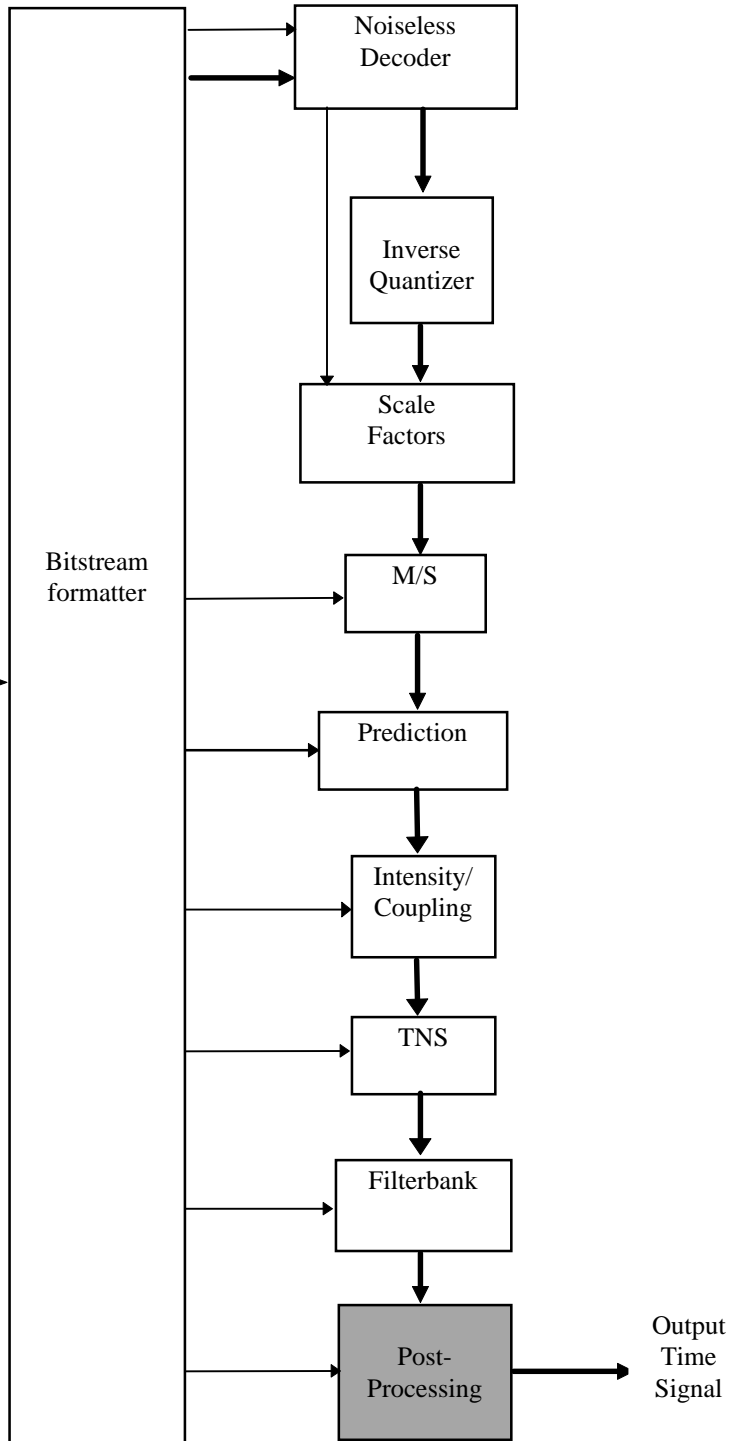 Noiseless
Decoder
Inverse
Quantizer
Scale
Factors
Bitstream
formatter
M/S
Prediction
Intensity/
Coupling
TNS
Filterbank
Post-
Processing
Output
Time
Signal